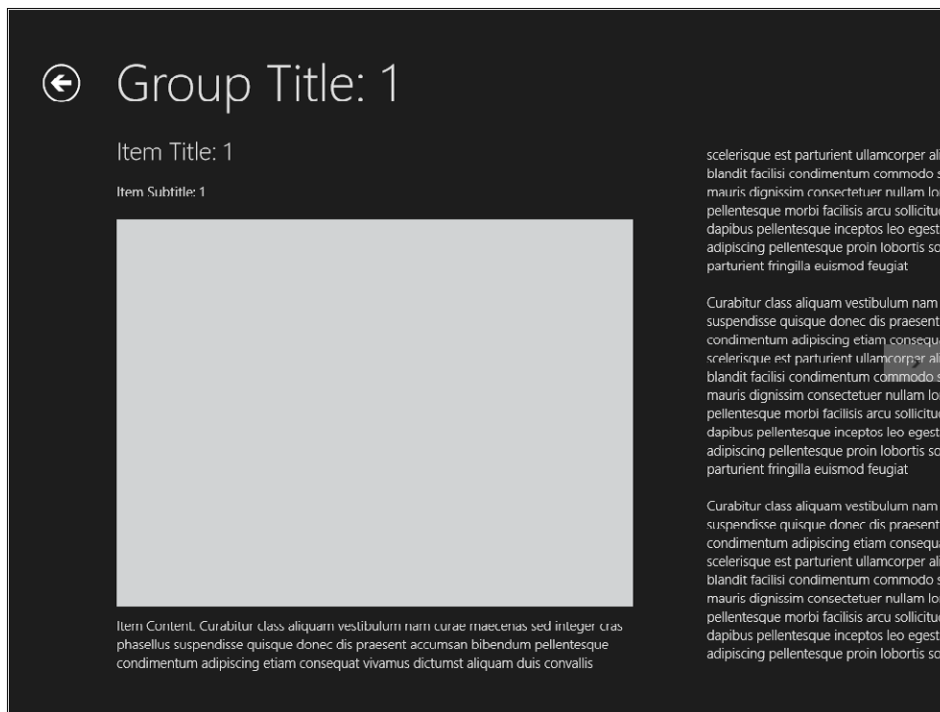 Group Title: 1
Item Title: 1
Item Subtitle: 1
Item Content. Curabitur class aliquam vestibulum nam curae maecenas sed integer cras
phasellus suspendisse quisque donec dis praesent accumsan bibendum pellentesque
condimentum adipiscing etiam consequat vivamus dictumst aliquam duis convallis
scelerisque est parturient ullamcorper
blandit facilisi condimentum commodo
mauris dignissim consectetuer nullam
pellentesque morbi facilisis arcu
dapibus pellentesque inceptos leo
adipiscing pellentesque proin lobortis
parturient fringilla euismod feugiat
Curabitur class aliquam vestibulum nam
suspendisse quisque donec dis praesent
condimentum adipiscing etiam
scelerisque est parturient ullamcorper
blandit facilisi condimentum commodo
mauris dignissim consectetuer nullam
pellentesque morbi facilisis arcu
dapibus pellentesque inceptos leo
adipiscing pellentesque proin lobortis
parturient fringilla euismod feugiat
Curabitur class aliquam vestibulum nam
suspendisse quisque donec dis praesent
condimentum adipiscing etiam
scelerisque est parturient ullamcorper
blandit facilisi condimentum commodo
mauris dignissim consectetuer nullam
pellentesque morbi facilisis arcu
dapibus pellentesque inceptos leo
adipiscing pellentesque proin lobortis